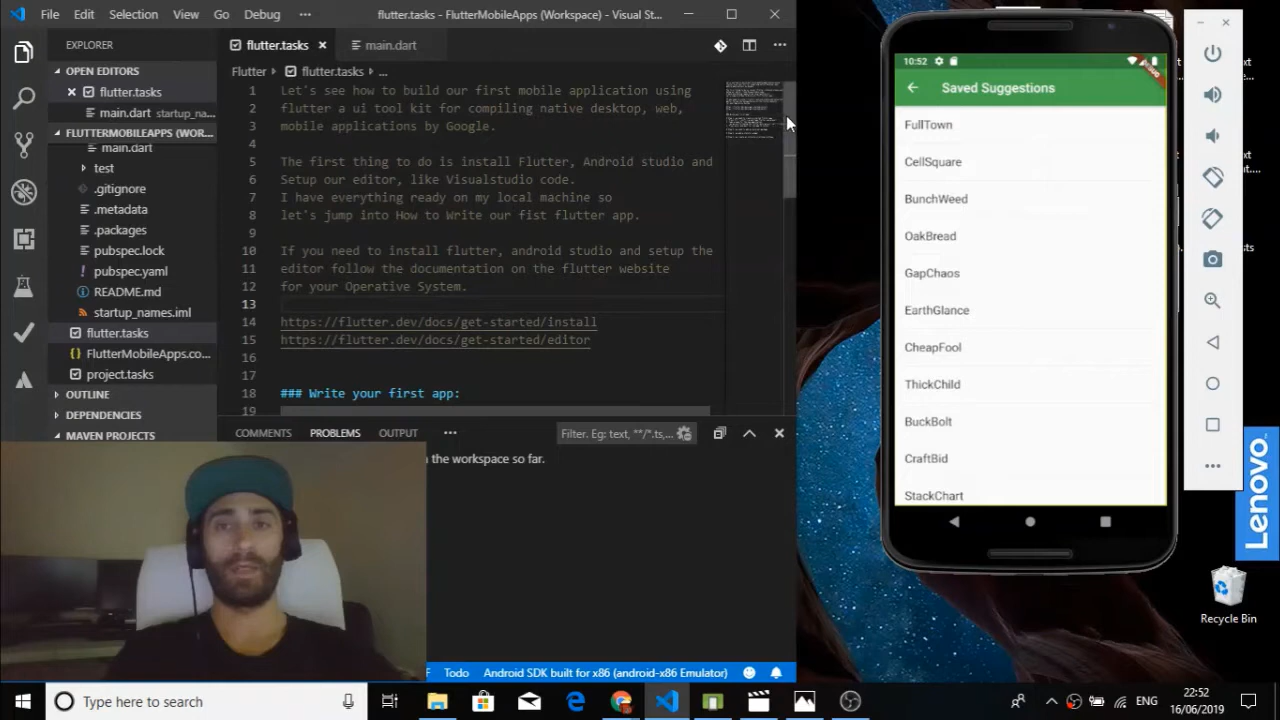 File Edit Selection View Go Debug ··· flutter.tasks - FlutterMobileApps (Workspace) - Visual St...
EXPLORER
OPEN EDITORS
flutter.tasks
main.dart startup_na...
FLUTTERMOBILEAPPS (WOR...
main.dart
test
.gitignore
.metadata
.packages
pubspec.lock
pubspec.yaml
README.md
startup_names.iml
flutter.tasks
FlutterMobileApps.co...
project.tasks
OUTLINE
DEPENDENCIES
MAVEN PROJECTS
flutter.tasks main.dart
Flutter flutter.tasks ...
1 Let's see how to build our first mobile application using
2 flutter a ui tool kit for compiling native desktop, web,
3 mobile applications by Google.
4
5 The first thing to do is install Flutter, Android studio and
6 Setup our editor, like Visualstudio code.
7 I have everything ready on my local machine so
8 let's jump into How to Write our fist flutter app.
9
10 If you need to install flutter, android studio and setup the
11 editor follow the documentation on the flutter website
12 for your Operative System.
13
14 https://flutter.dev/docs/get-started/install
15 https://flutter.dev/docs/get-started/editor
16
17
18 ### Write your first app:
19
COMMENTS PROBLEMS OUTPUT ··· Filter. Eg: text, **/*.ts,...
the workspace so far.
Todo Android SDK built for x86 (android-x86 Emulator)
10:52
Saved Suggestions
FullTown
CellSquare
BunchWeed
OakBread
GapChaos
EarthGlance
CheapFool
ThickChild
BuckBolt
CraftBid
StackChart
Lenovo
Recycle Bin
Type here to search
ENG
22:52
16/06/2019